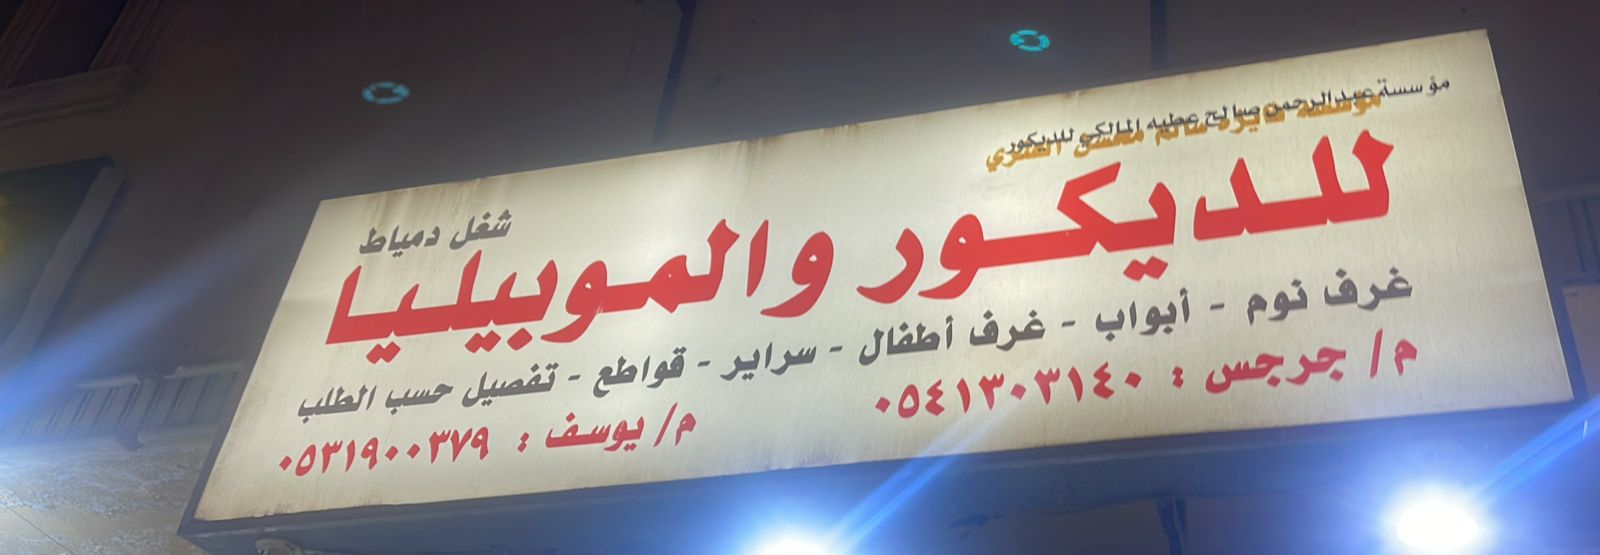 مؤسسة عبدالرحمن صالح عطيه المالكي للديكور
للديكور والموبيليا
شغل دمياط
غرف نوم - أبواب - غرف أطفال - سراير - قواطع - تفصيل حسب الطلب
م/ جرجس : ٠٥٤١٣٠٣١٤٠ م/ يوسف : ٠٥٣١٩٠٠٣٧٩